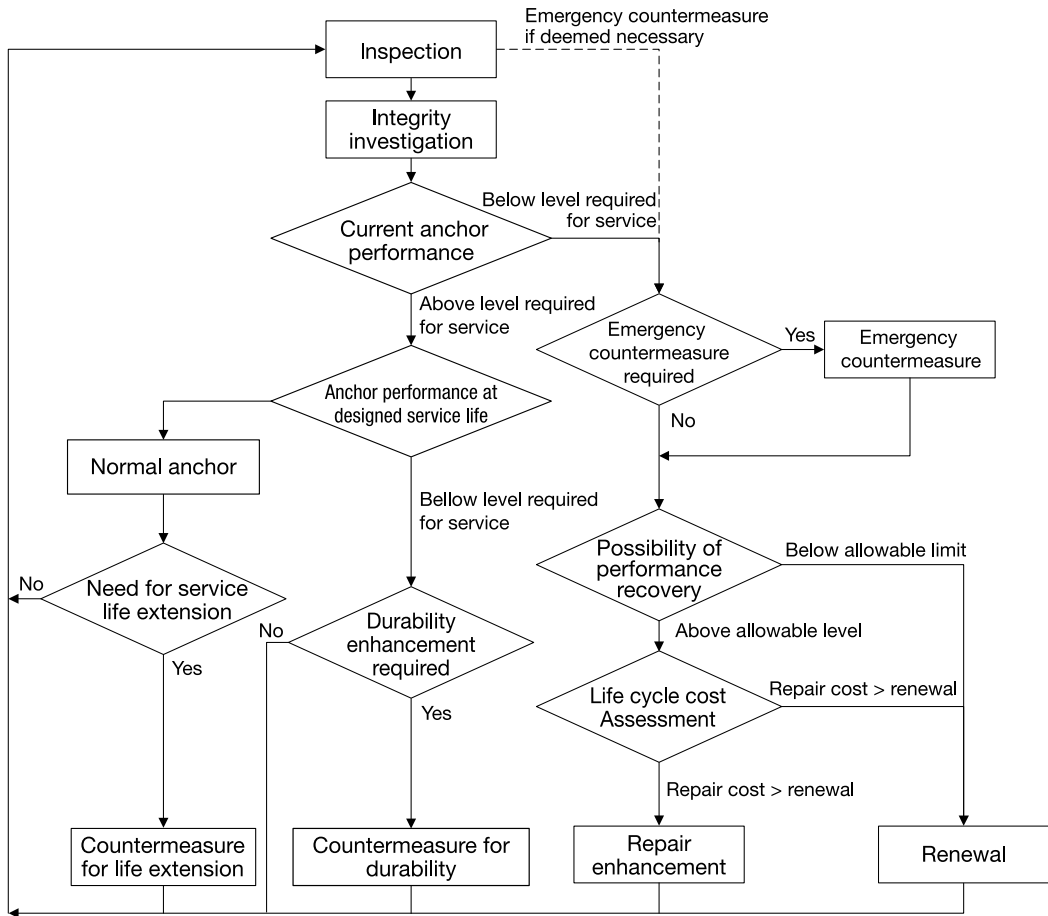 Emergency countermeasure
if deemed necessary
Inspection
Integrity
investigation
Below level required
for service
Current anchor
performance
Above level required
for service
Emergency
countermeasure
required
Yes
Emergency
countermeasure
Anchor performance at
designed service life
No
Normal anchor
Bellow level required
for service
Possibility of
performance
recovery
Below allowable limit
No
Need for service
life extension
No
Durability
enhancement
required
Above allowable level
Yes
Life cycle cost
Assessment
Repair cost > renewal
Yes
Repair cost > renewal
Countermeasure
for life extension
Countermeasure for
durability
Repair
enhancement
Renewal